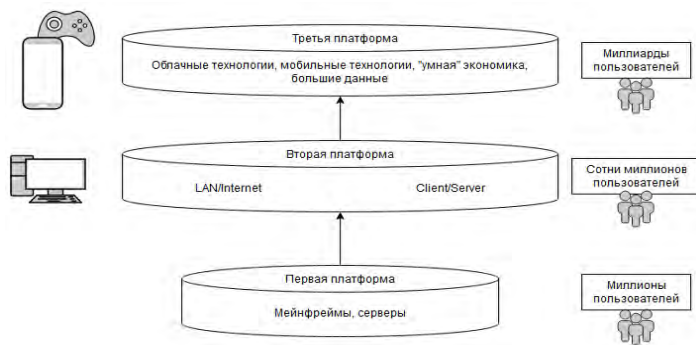 Третья платформа
Облачные технологии, мобильные технологии, "умная" экономика,
большие данные
Миллиарды
пользователей
Вторая платформа
LAN/Internet
Client/Server
Сотни миллионов
пользователей
Первая платформа
Мейнфреймы, серверы
Миллионы
пользователей